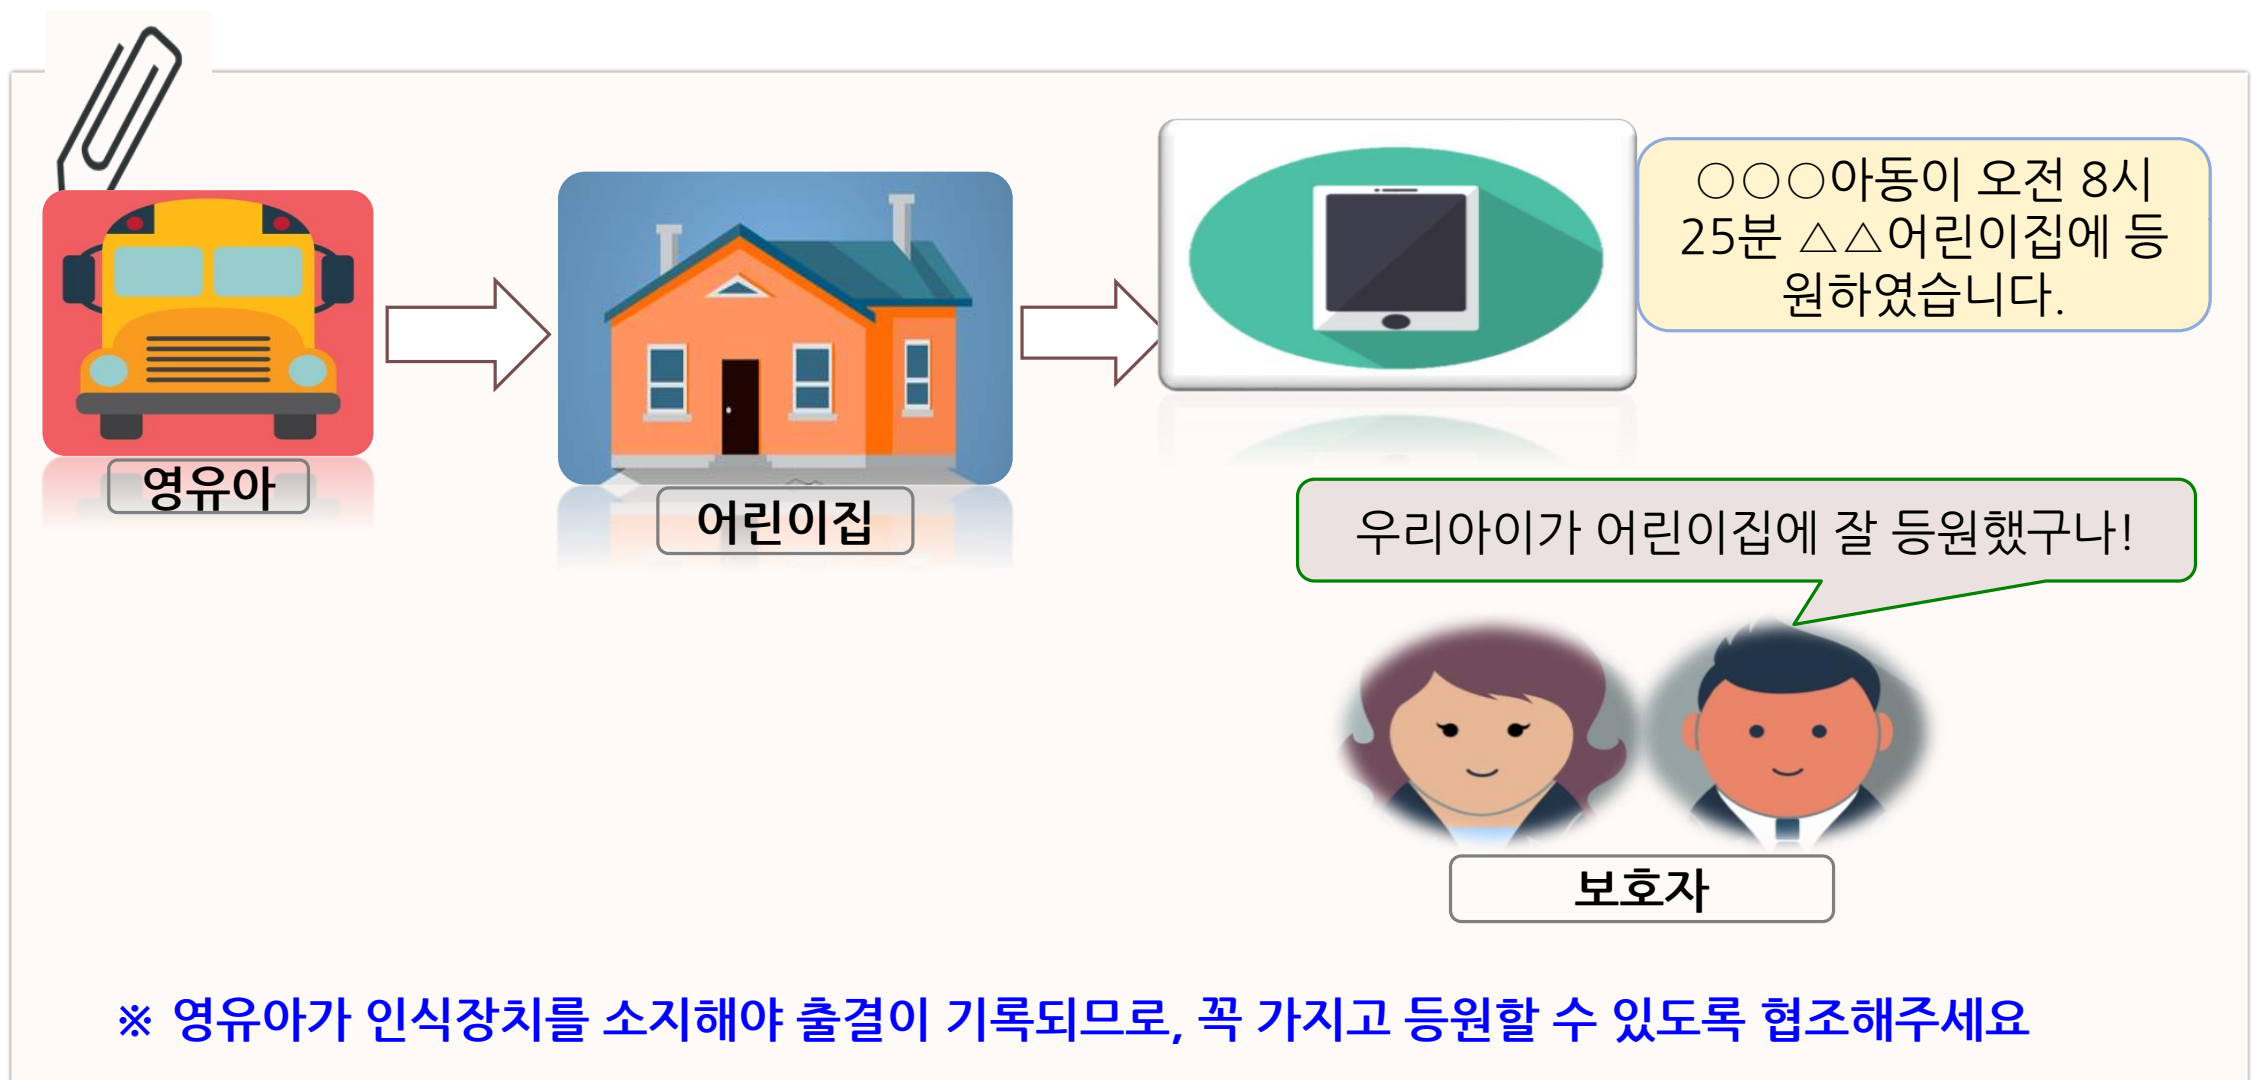 ○○○아동이 오전 8시
25분 △△어린이집에 등
원하였습니다.
영유아
어린이집
우리아이가 어린이집에 잘 등원했구나!
보호자
※ 영유아가 인식장치를 소지해야 출결이 기록되므로, 꼭 가지고 등원할 수 있도록 협조해주세요